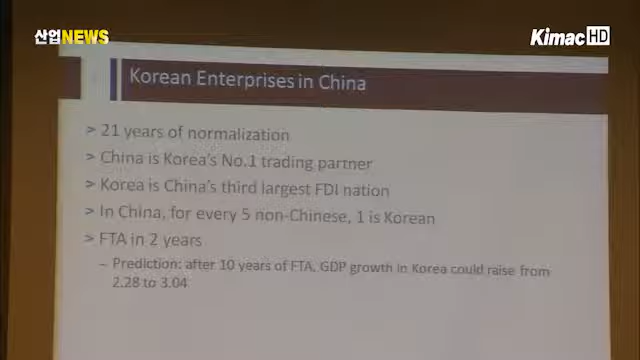 산업NEWS
Kimac HD
Korean Enterprises in China
> 21 years of normalization
> China is Korea's No.1 trading partner
> Korea is China's third largest FDI nation
> In China, for every 5 non-Chinese, 1 is Korean
> FTA in 2 years
– Prediction: after 10 years of FTA, GDP growth in Korea could raise from
2.28 to 3.04